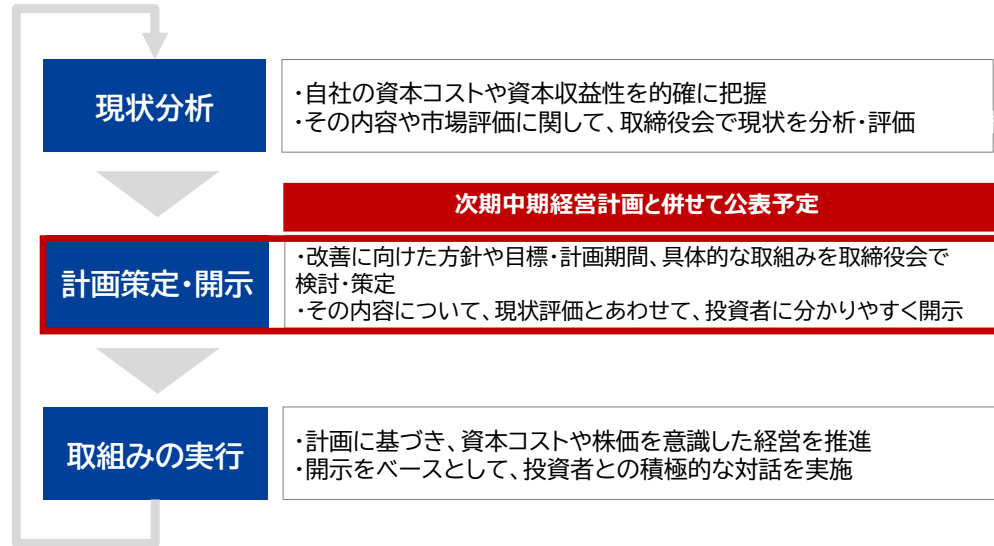 現状分析
・自社の資本コストや資本収益性を的確に把握
・その内容や市場評価に関して、取締役会で現状を分析・評価
次期中期経営計画と併せて公表予定
計画策定・開示
・改善に向けた方針や目標・計画期間、具体的な取組みを取締役会で
検討・策定
・その内容について、現状評価とあわせて、投資者に分かりやすく開示
取組みの実行
・計画に基づき、資本コストや株価を意識した経営を推進
・開示をベースとして、投資者との積極的な対話を実施